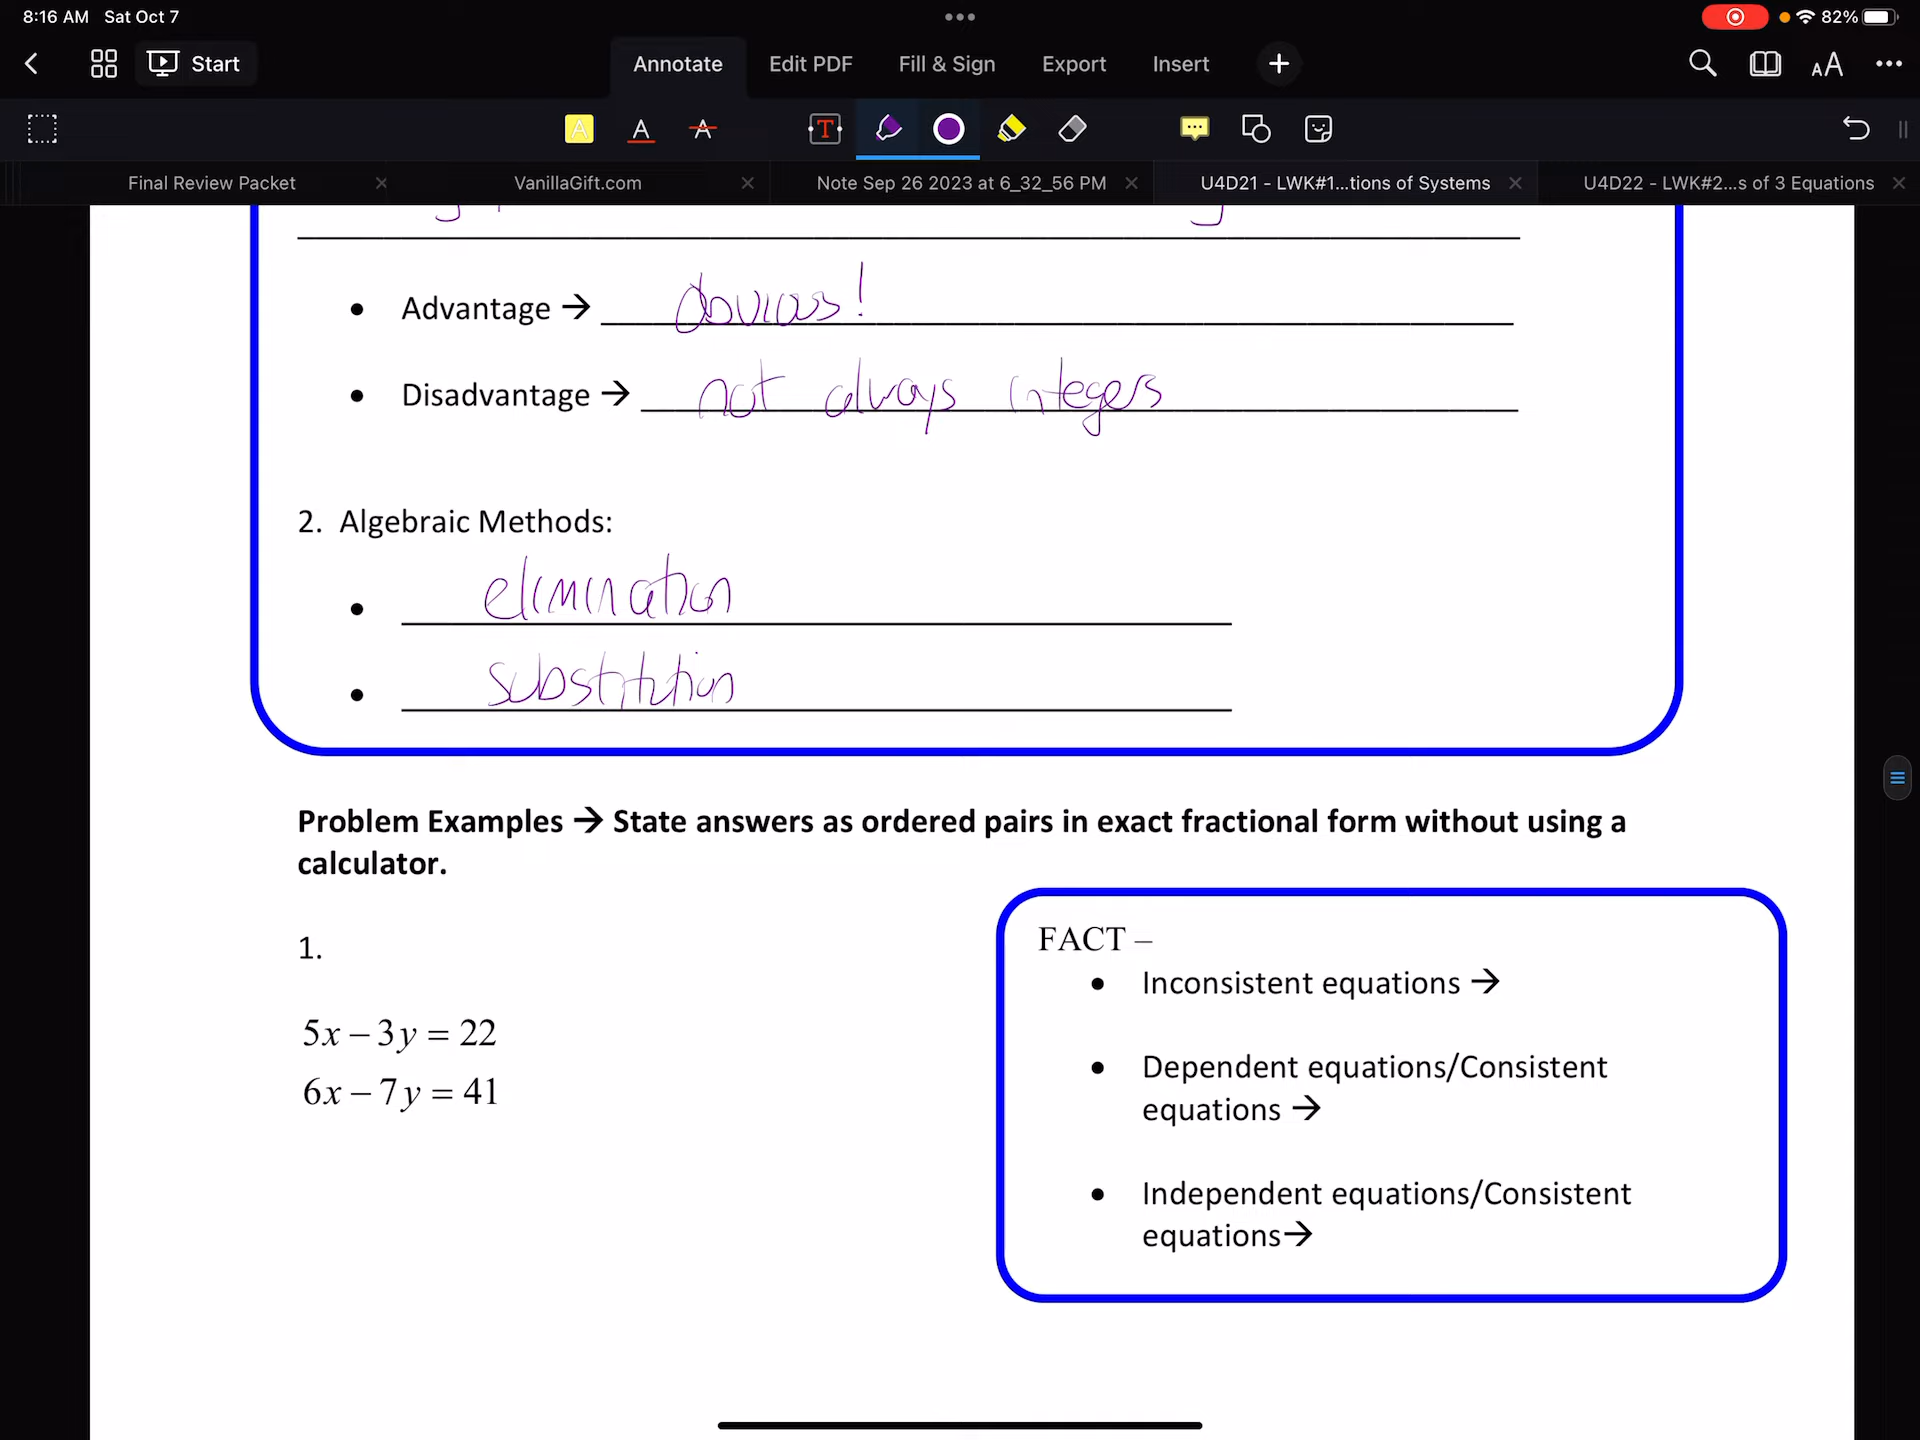 8:16 AM Sat Oct 7
82%
Start
Annotate Edit PDF Fill & Sign Export Insert
Final Review Packet VanillaGift.com Note Sep 26 2023 at 6_32_56 PM U4D21 - LWK#1...tions of Systems U4D22 - LWK#2...s of 3 Equations
• Advantage → obvious!
• Disadvantage → not always integers
2. Algebraic Methods:
• elimination
• substitution
Problem Examples → State answers as ordered pairs in exact fractional form without using a
calculator.
1.
5x – 3y = 22
6x – 7y = 41
FACT –
• Inconsistent equations →
• Dependent equations/Consistent
equations →
• Independent equations/Consistent
equations→